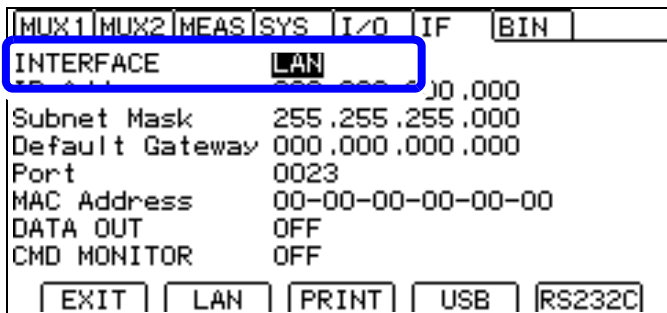 MUX1 MUX2 MEAS SYS I/O IF BIN
INTERFACE LAN
.000
Subnet Mask 255.255.255.000
Default Gateway 000.000.000.000
Port 0023
MAC Address 00-00-00-00-00-00
DATA OUT OFF
CMD MONITOR OFF
EXIT LAN PRINT USB RS232C